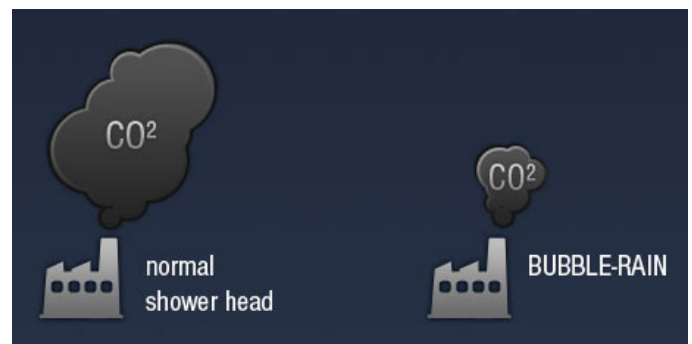 CO²
CO²
normal
shower head
BUBBLE-RAIN